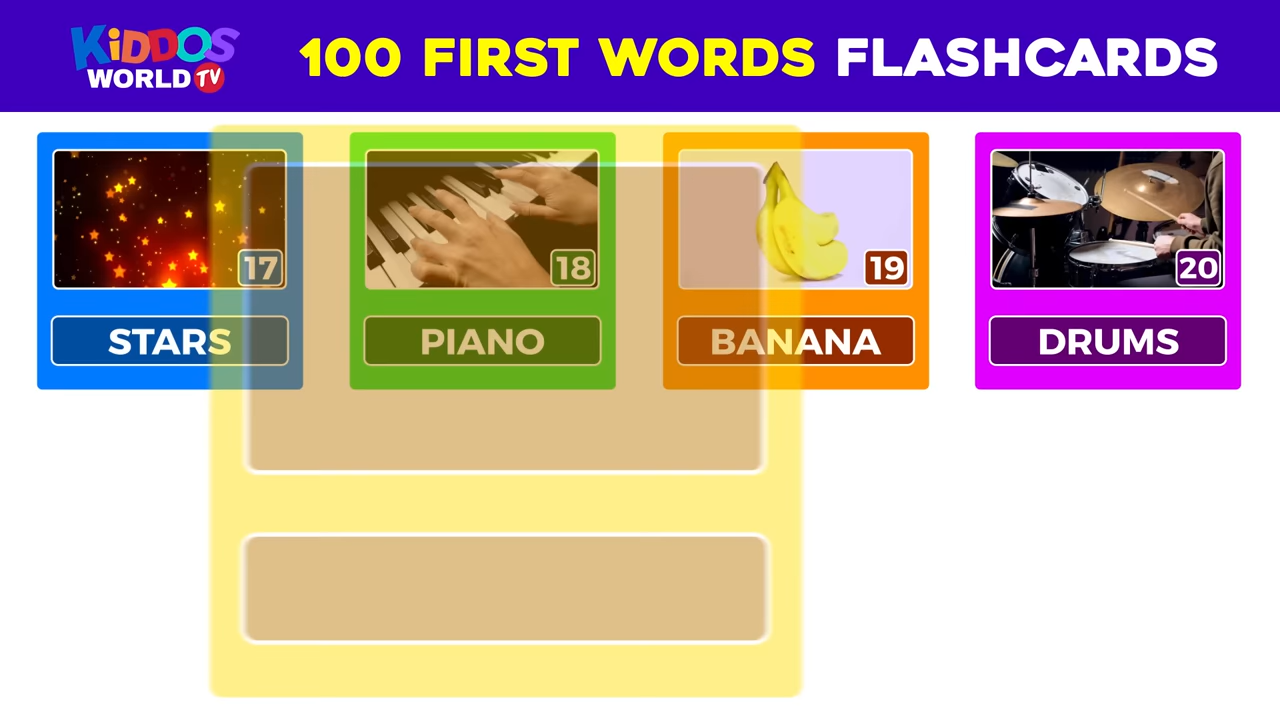 KiDDOS
WORLD TV
100 FIRST WORDS FLASHCARDS
17
18
19
20
STARS
PIANO
BANANA
DRUMS